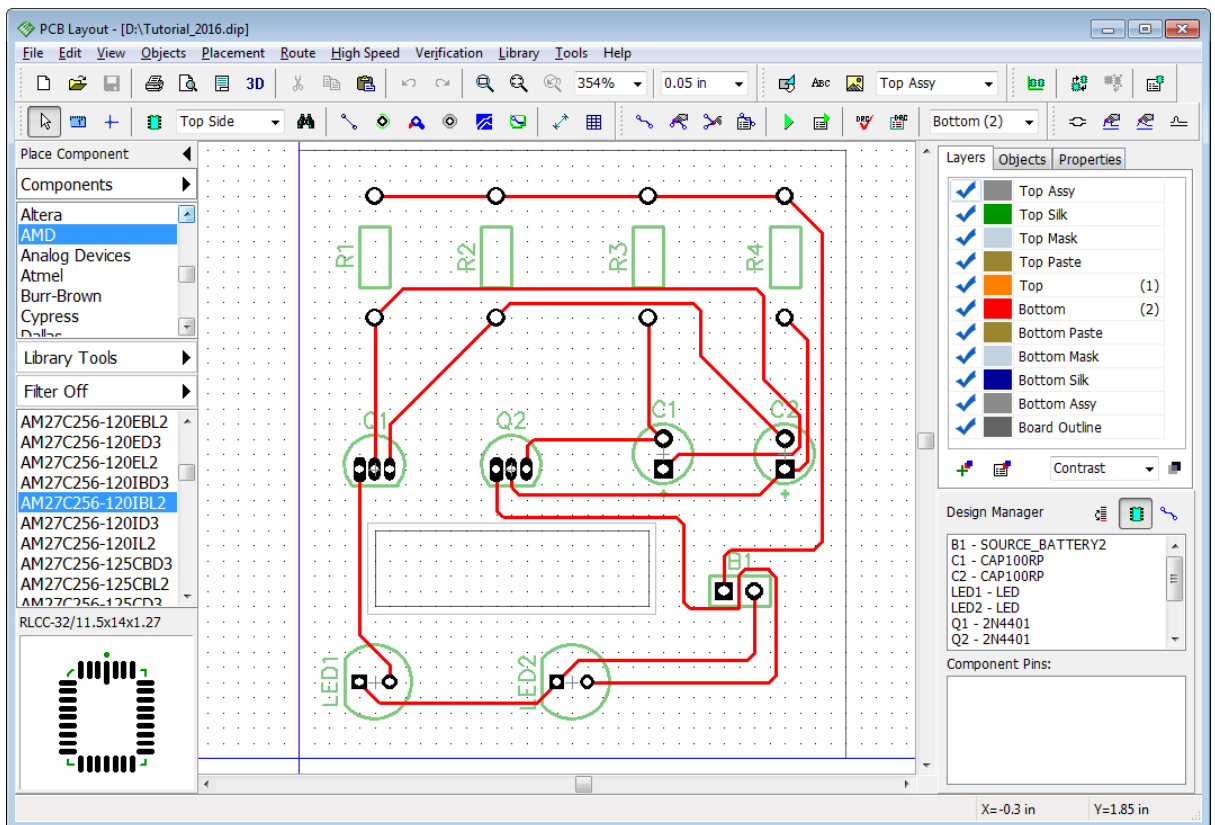 PCB Layout - [D:\Tutorial_2016.dip]
File Edit View Objects Placement Route High Speed Verification Library Tools Help
3D 354% 0.05 in ABC Top Assy
Top Side DRC DRC Bottom (2)
Place Component
Components
Altera
AMD
Analog Devices
Atmel
Burr-Brown
Cypress
Dallas
Library Tools
Filter Off
AM27C256-120EBL2
AM27C256-120ED3
AM27C256-120EL2
AM27C256-120IBD3
AM27C256-120IBL2
AM27C256-120ID3
AM27C256-120IL2
AM27C256-125CBD3
AM27C256-125CBL2
AM27C256-125CD3
RLCC-32/11.5x14x1.27
R1 R2 R3 R4
Q1 Q2 C1 C2
+ +
B1
LED1 LED2
Layers Objects Properties
Top Assy
Top Silk
Top Mask
Top Paste
Top (1)
Bottom (2)
Bottom Paste
Bottom Mask
Bottom Silk
Bottom Assy
Board Outline
Contrast
Design Manager
B1 - SOURCE_BATTERY2
C1 - CAP100RP
C2 - CAP100RP
LED1 - LED
LED2 - LED
Q1 - 2N4401
Q2 - 2N4401
Component Pins:
X=-0.3 in Y=1.85 in